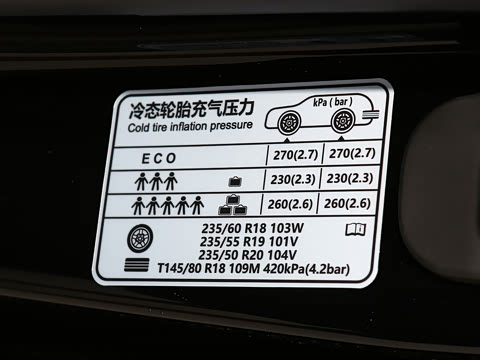 冷态轮胎充气压力
Cold tire inflation pressure
kPa ( bar )
ECO 270(2.7) 270(2.7)
230(2.3) 230(2.3)
260(2.6) 260(2.6)
235/60 R18 103W
235/55 R19 101V
235/50 R20 104V
T145/80 R18 109M 420kPa(4.2bar)